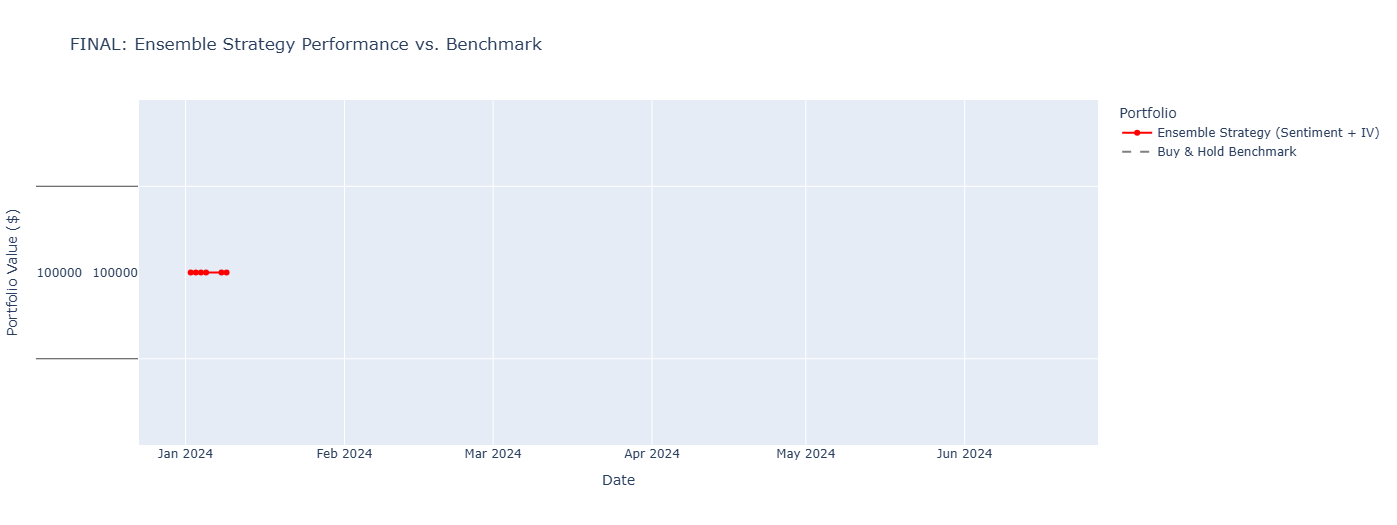 FINAL: Ensemble Strategy Performance vs. Benchmark
Portfolio
Ensemble Strategy (Sentiment + IV)
Buy & Hold Benchmark
Portfolio Value ($)
100000 100000
Jan 2024 Feb 2024 Mar 2024 Apr 2024 May 2024 Jun 2024
Date